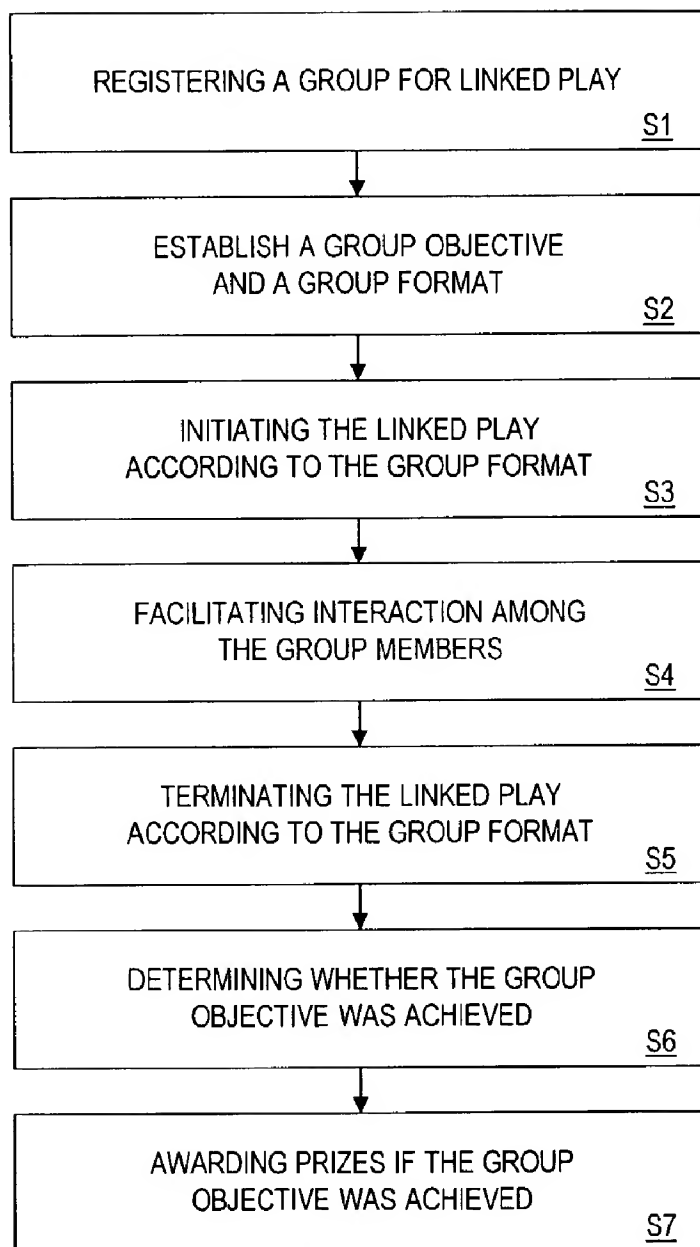 REGISTERING A GROUP FOR LINKED PLAY
S1
ESTABLISH A GROUP OBJECTIVE
AND A GROUP FORMAT
S2
INITIATING THE LINKED PLAY
ACCORDING TO THE GROUP FORMAT
S3
FACILITATING INTERACTION AMONG
THE GROUP MEMBERS
S4
TERMINATING THE LINKED PLAY
ACCORDING TO THE GROUP FORMAT
S5
DETERMINING WHETHER THE GROUP
OBJECTIVE WAS ACHIEVED
S6
AWARDING PRIZES IF THE GROUP
OBJECTIVE WAS ACHIEVED
S7